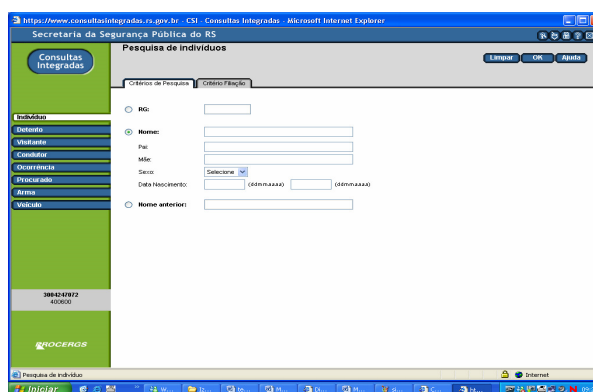 https://www.consultasintegradas.rs.gov.br - CSI - Consultas Integradas - Microsoft Internet Explorer
Secretaria da Segurança Pública do RS
Consultas Integradas
Pesquisa de indivíduos
Limpar OK Ajuda
Critérios de Pesquisa Critério Filiação
RG:
Indivíduo
Detento
Visitante
Condutor
Ocorrência
Procurado
Arma
Veículo
Nome:
Pai:
Mãe:
Sexo: Selecione
Data Nascimento: (ddmmaaaa) (ddmmaaaa)
Nome anterior:
3004247072
400600
PROCERGS
Pesquisa de indivíduo Internet
Iniciar